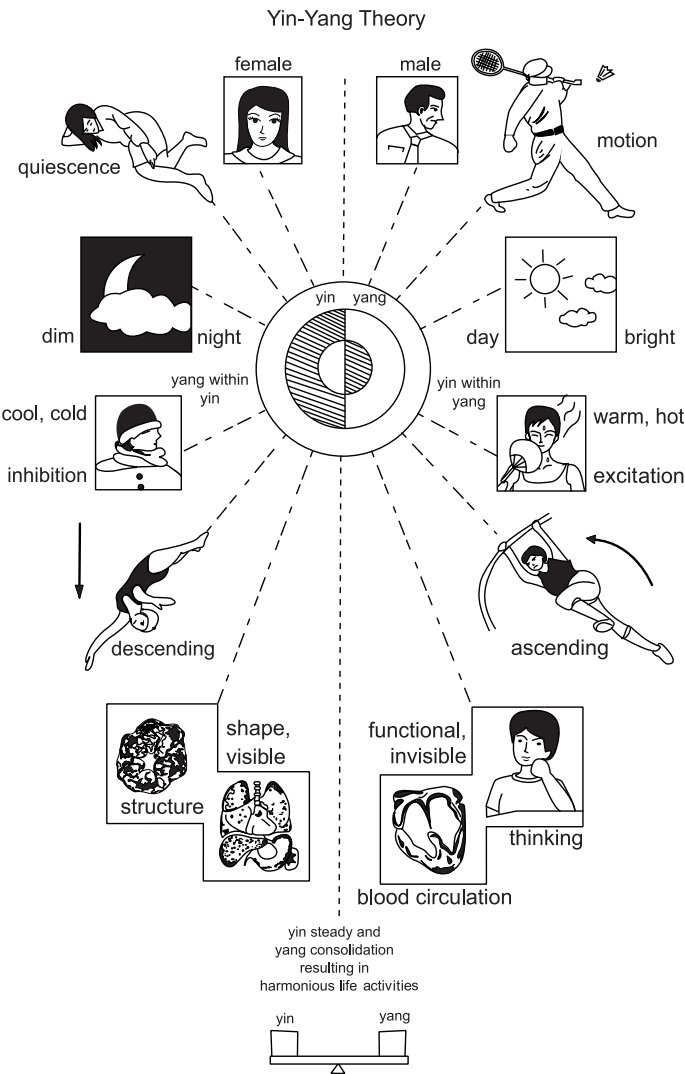 Yin-Yang Theory
female
male
quiescence
motion
yin yang
dim night
day bright
yang within
yin
yin within
yang
cool, cold
warm, hot
inhibition
excitation
descending
ascending
shape,
visible
functional,
invisible
structure
thinking
blood circulation
yin steady and
yang consolidation
resulting in
harmonious life activities
yin yang